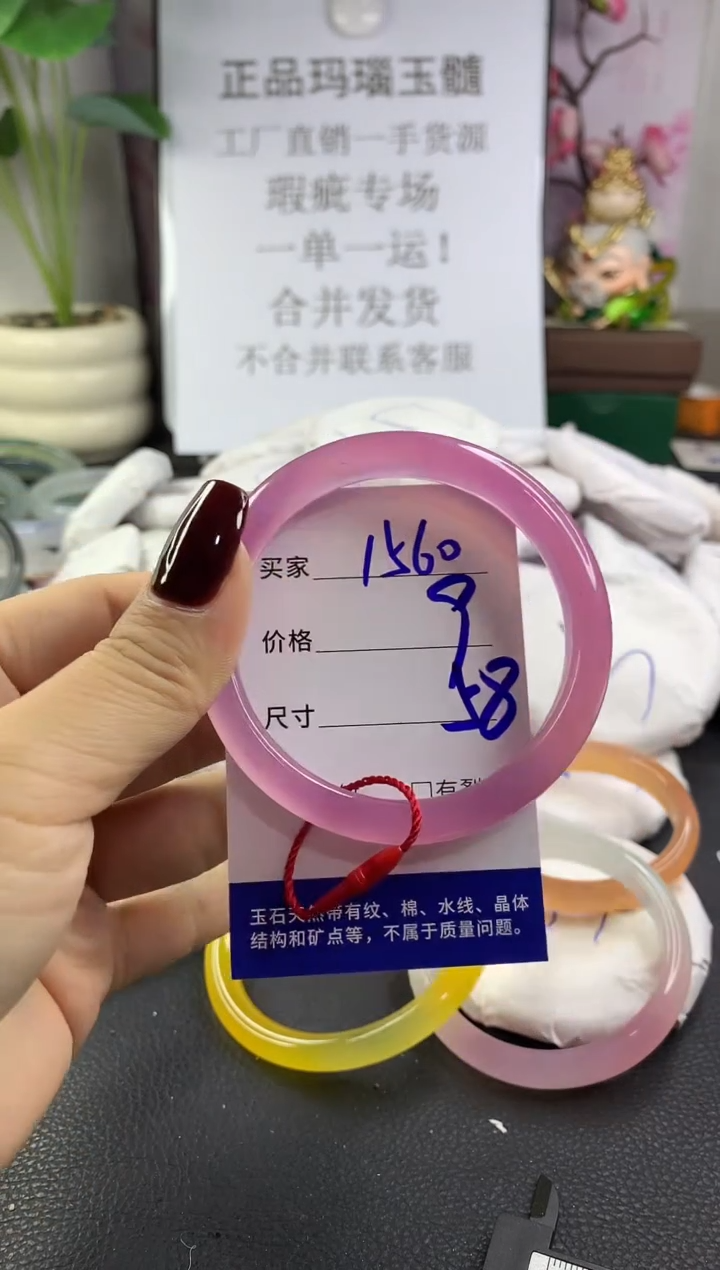 正品玛瑙玉髓
工厂直销一手货源
瑕疵专场
一单一运！
合并发货
不合并联系客服
买家 1560
价格
尺寸 58
□有裂
玉石天然带有纹、棉、水线、晶体
结构和矿点等，不属于质量问题。